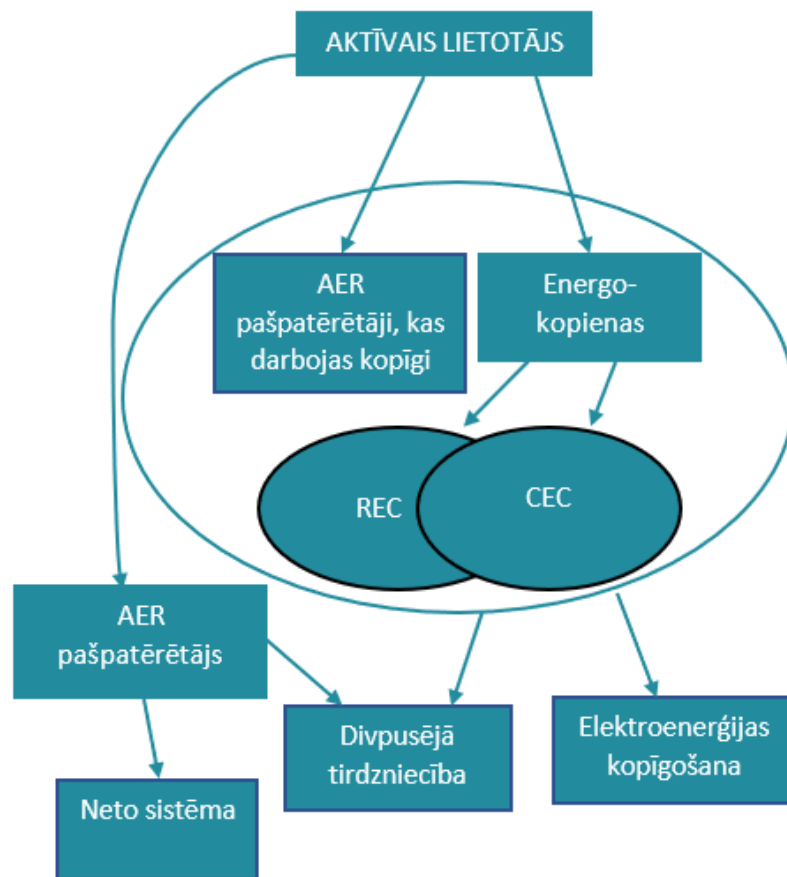 AKTĪVAIS LIETOTĀJS
AER
pašpatērētāji, kas
darbojas kopīgi
Energo-
kopienas
REC
CEC
AER
pašpatērētājs
Divpusējā
tirdzniecība
Elektroenerģijas
kopīgošana
Neto sistēma